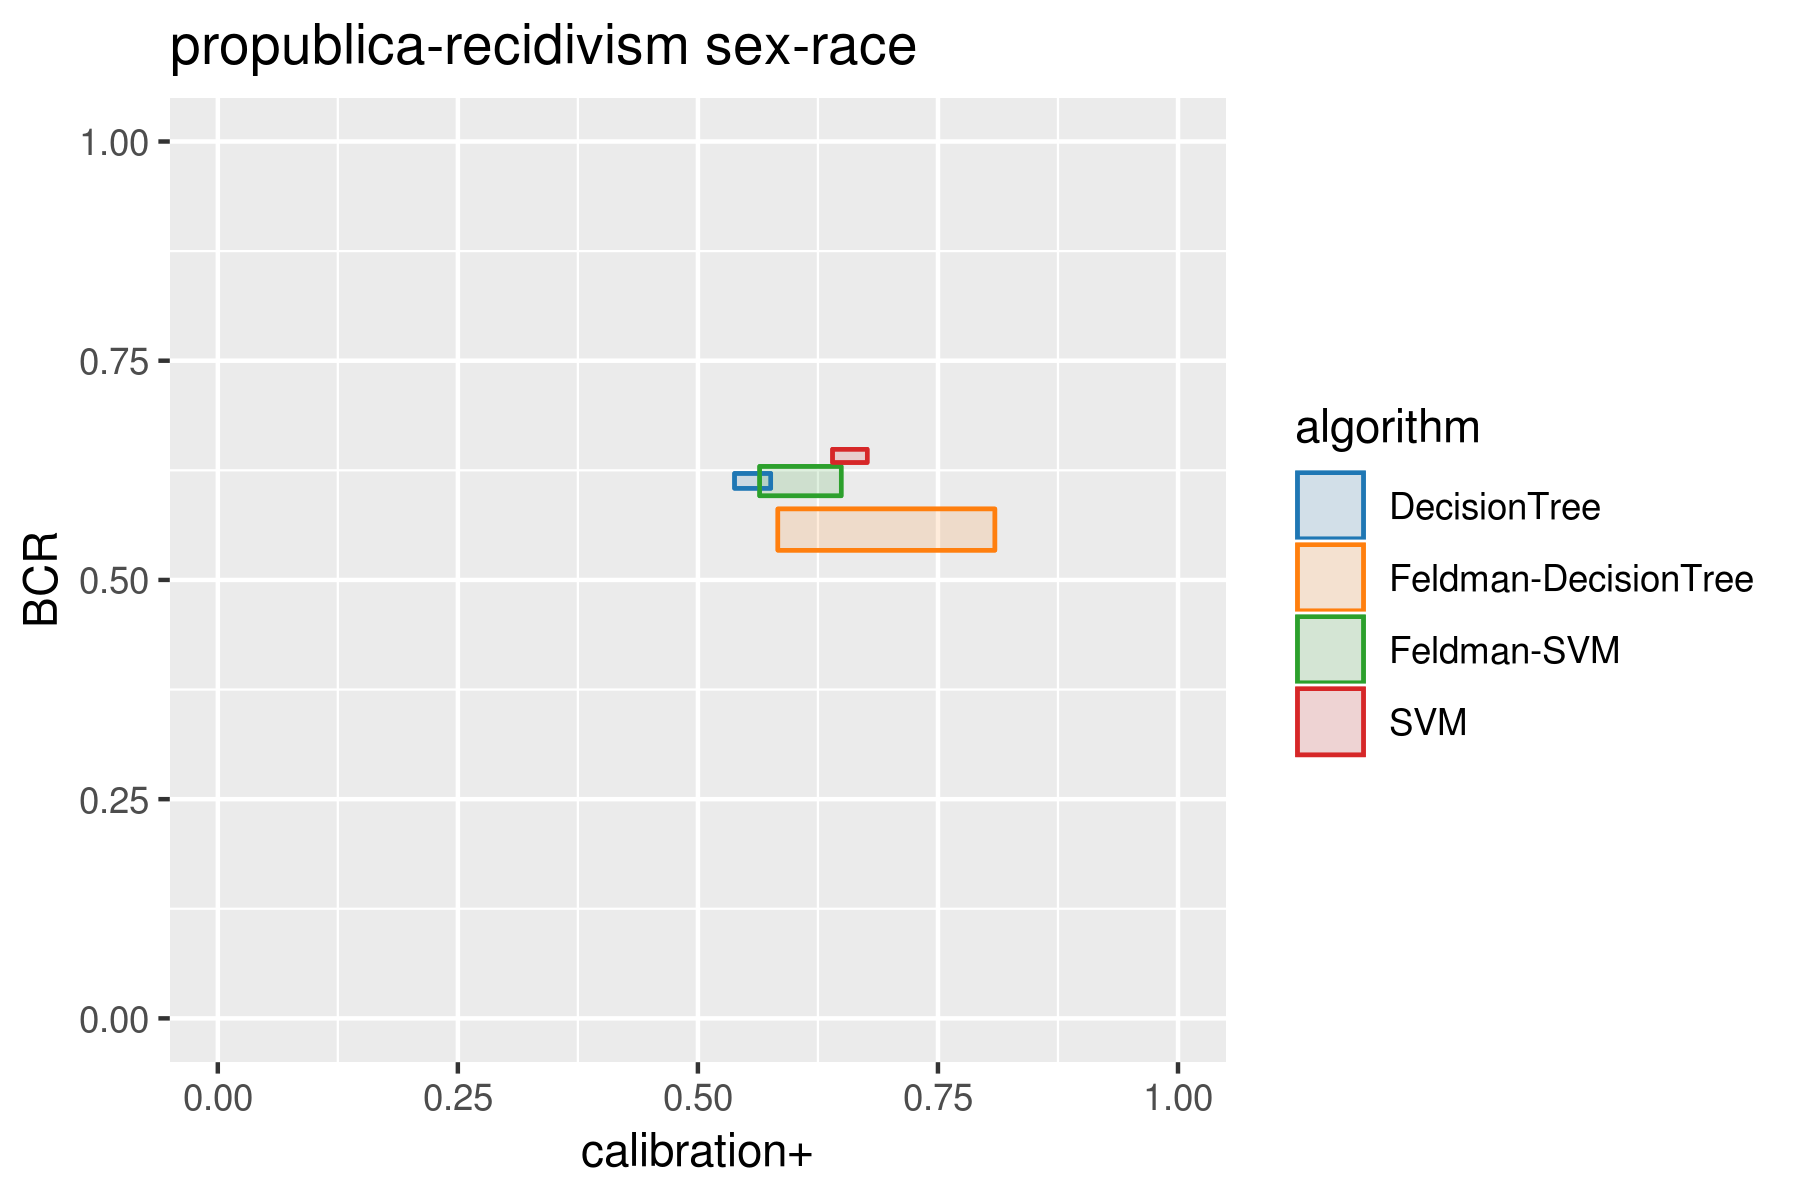 propublica-recidivism sex-race
1.00
0.75
0.50
0.25
0.00
BCR
0.00 0.25 0.50 0.75 1.00
calibration+
algorithm
DecisionTree
Feldman-DecisionTree
Feldman-SVM
SVM